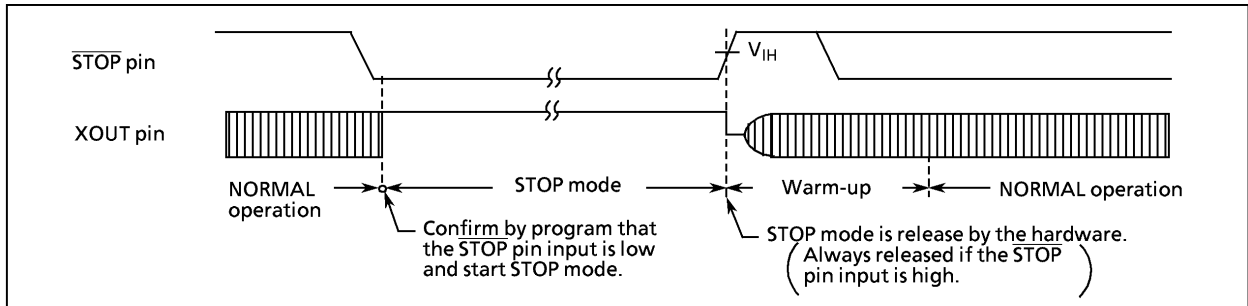 STOP pin
VIH
XOUT pin
NORMAL operation
STOP mode
Warm-up
NORMAL operation
Confirm by program that
the STOP pin input is low
and start STOP mode.
STOP mode is release by the hardware.
(Always released if the STOP
pin input is high.)